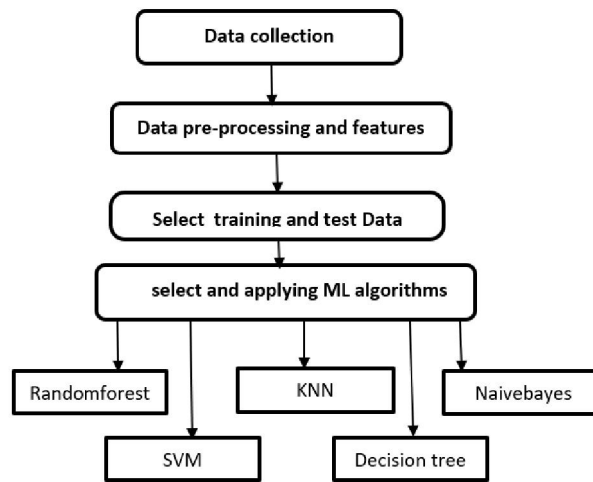 Data collection
Data pre-processing and features
Select training and test Data
select and applying ML algorithms
Randomforest
KNN
Naivebayes
SVM
Decision tree